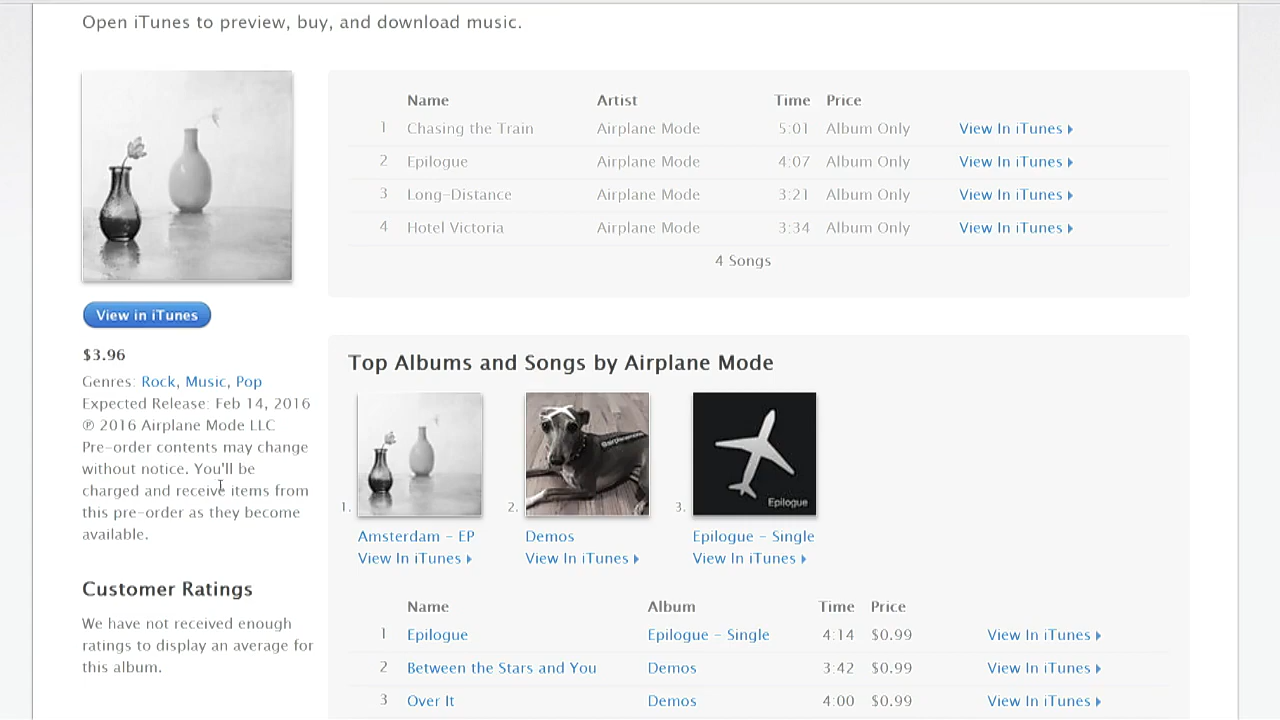 Open iTunes to preview, buy, and download music.
Name Artist Time Price
1 Chasing the Train Airplane Mode 5:01 Album Only View In iTunes
2 Epilogue Airplane Mode 4:07 Album Only View In iTunes
3 Long-Distance Airplane Mode 3:21 Album Only View In iTunes
4 Hotel Victoria Airplane Mode 3:34 Album Only View In iTunes
4 Songs
View in iTunes
$3.96
Genres: Rock, Music, Pop
Expected Release: Feb 14, 2016
℗ 2016 Airplane Mode LLC
Pre-order contents may change
without notice. You'll be
charged and receive items from
this pre-order as they become
available.
Customer Ratings
We have not received enough
ratings to display an average for
this album.
Top Albums and Songs by Airplane Mode
@airplanemode
Epilogue
1. 2. 3.
Amsterdam - EP Demos Epilogue - Single
View In iTunes View In iTunes View In iTunes
Name Album Time Price
1 Epilogue Epilogue - Single 4:14 $0.99 View In iTunes
2 Between the Stars and You Demos 3:42 $0.99 View In iTunes
3 Over It Demos 4:00 $0.99 View In iTunes